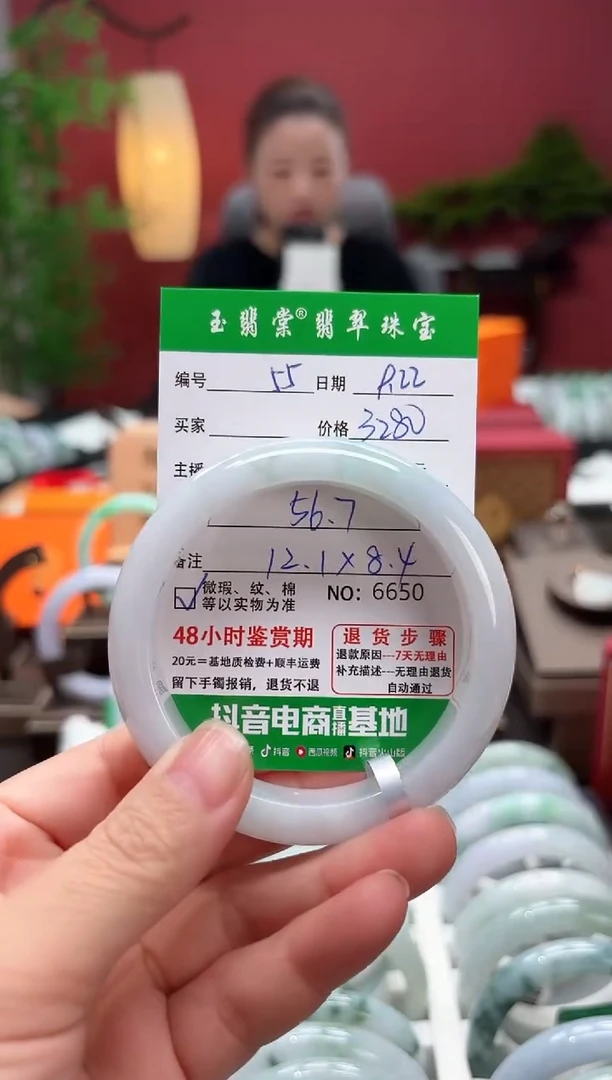 玉翡棠®翡翠珠宝
编号 55 日期 8.22
买家 价格 3280
主播
56.7
备注 12.1×8.4
微瑕、纹、棉 NO：6650
等以实物为准
48小时鉴赏期
20元＝基地质检费+顺丰运费
留下手镯报销，退货不退
退货步骤
退款原因---7天无理由
补充描述---无理由退货
自动通过
抖音电商直播基地
抖音 西瓜视频 抖音火山版